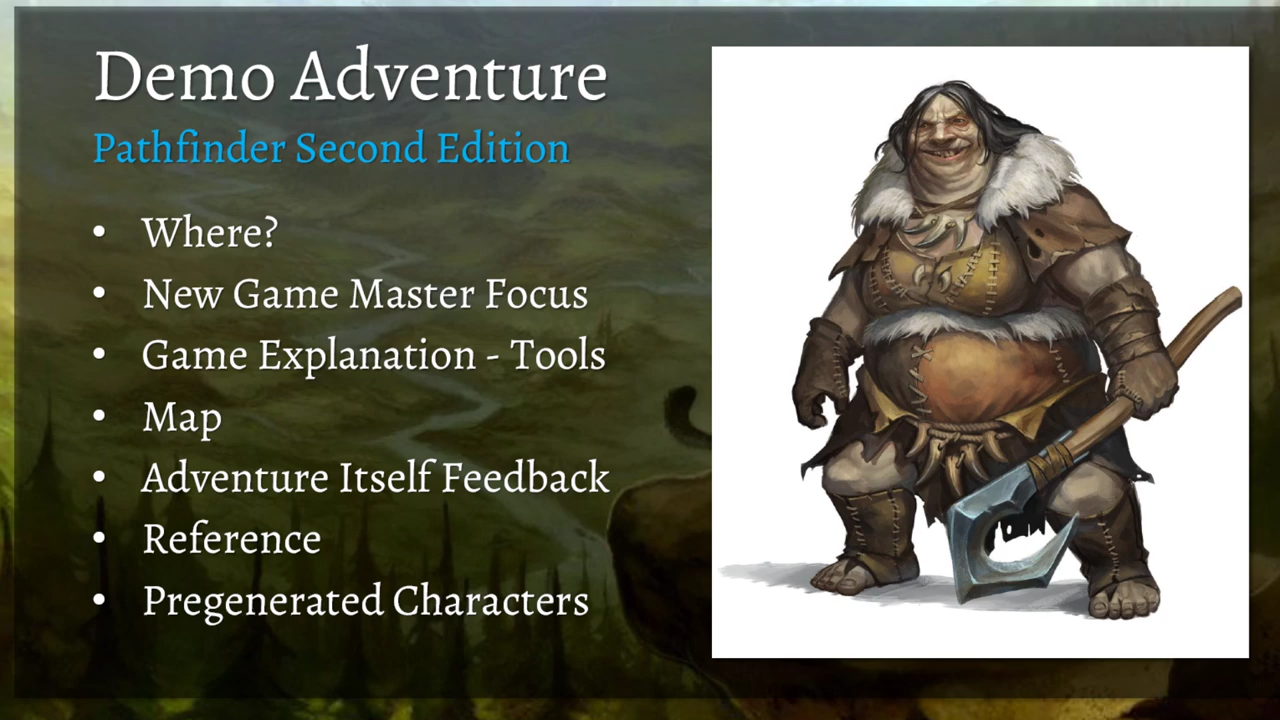 Demo Adventure
Pathfinder Second Edition
• Where?
• New Game Master Focus
• Game Explanation - Tools
• Map
• Adventure Itself Feedback
• Reference
• Pregenerated Characters